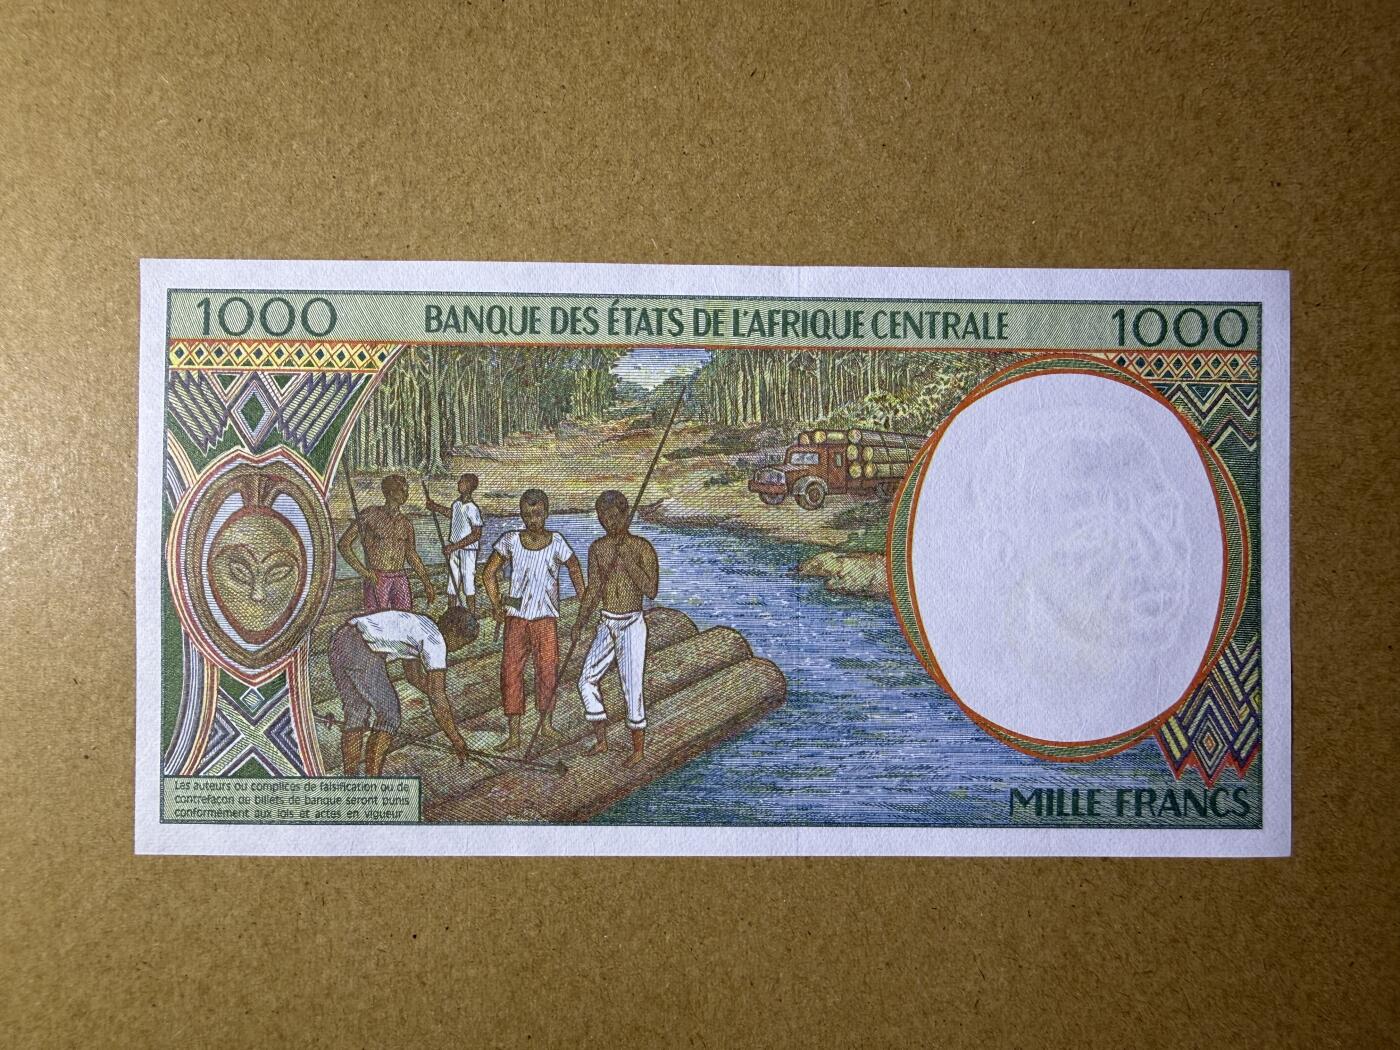 1000 BANQUE DES ÉTATS DE L'AFRIQUE CENTRALE 1000
Les auteurs ou complices de falsification ou de
contrefaçon de billets de banque seront punis
conformément aux lois et actes en vigueur
MILLE FRANCS